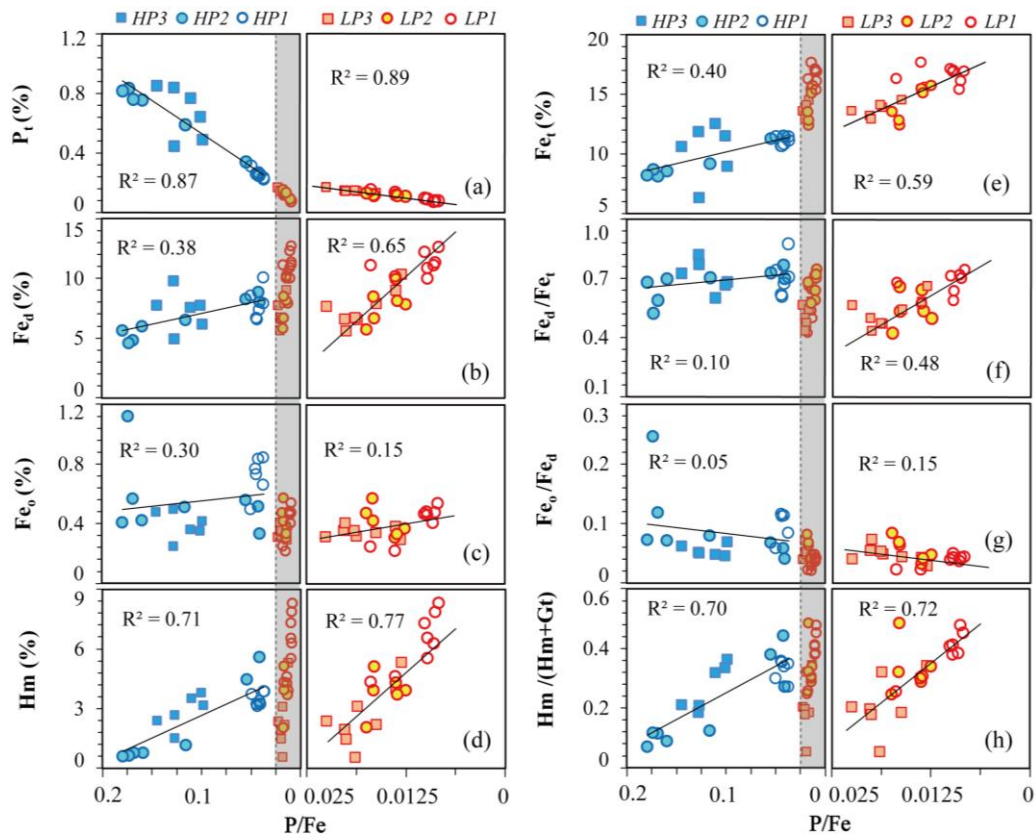 HP3 HP2 HP1 LP3 LP2 LP1
HP3 HP2 HP1 LP3 LP2 LP1
1.2
0.8
0.4
0
Pt (%)
R² = 0.87
R² = 0.89
(a)
15
10
5
0
Fed (%)
R² = 0.38
R² = 0.65
(b)
1.2
0.8
0.4
0
Feo (%)
R² = 0.30
R² = 0.15
(c)
9
6
3
0
Hm (%)
R² = 0.71
R² = 0.77
(d)
0.2 0.1 0 0.025 0.0125 0
P/Fe
20
15
10
5
Fet (%)
R² = 0.40
R² = 0.59
(e)
1.0
0.7
0.4
0.1
Fed/Fet
R² = 0.10
R² = 0.48
(f)
0.3
0.2
0.1
0
Feo/Fed
R² = 0.05
R² = 0.15
(g)
0.6
0.4
0.2
0
Hm /(Hm+Gt)
R² = 0.70
R² = 0.72
(h)
0.2 0.1 0 0.025 0.0125 0
P/Fe